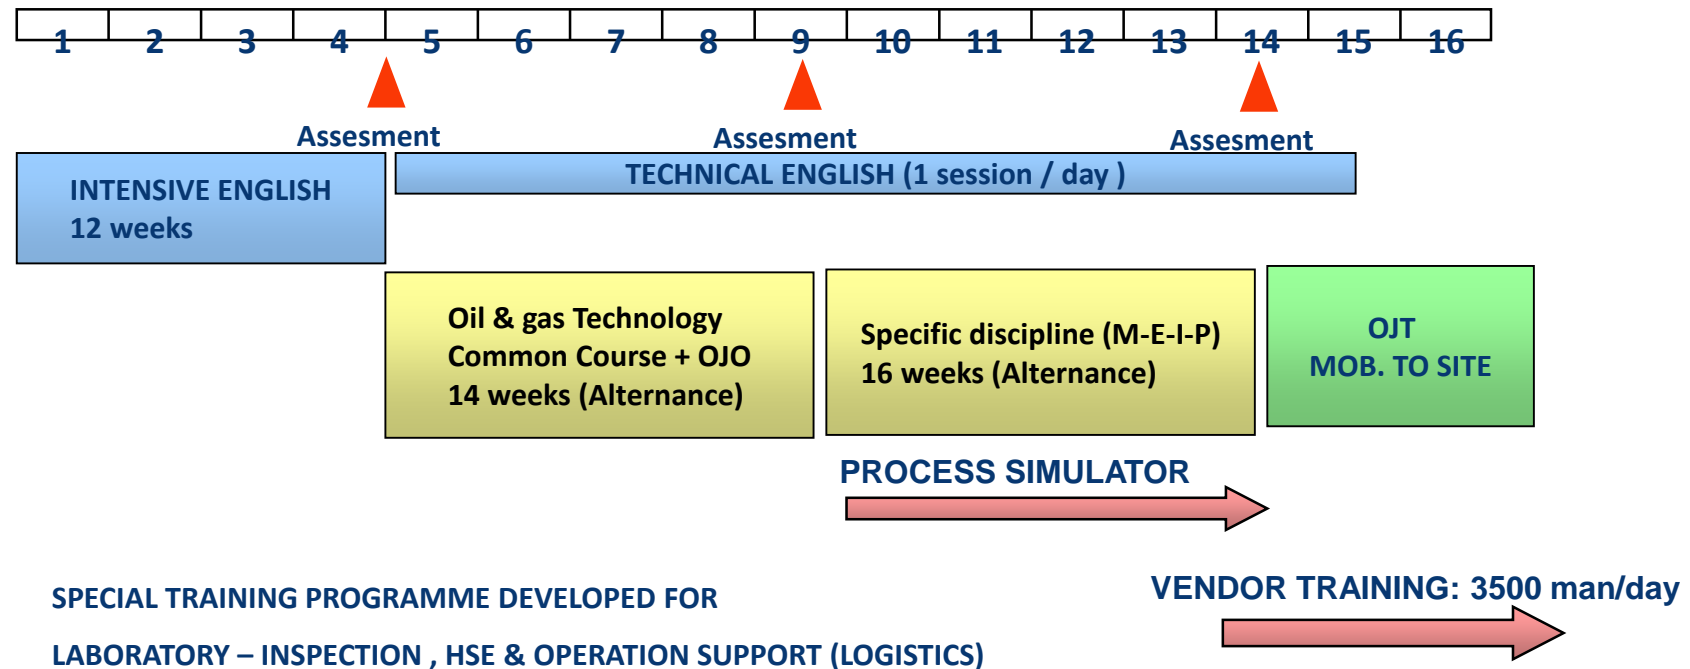 1 2 3 4 5 6 7 8 9 10 11 12 13 14 15 16
Assesment Assesment Assesment
INTENSIVE ENGLISH
12 weeks
TECHNICAL ENGLISH (1 session / day )
Oil & gas Technology
Common Course + OJO
14 weeks (Alternance)
Specific discipline (M-E-I-P)
16 weeks (Alternance)
OJT
MOB. TO SITE
PROCESS SIMULATOR
VENDOR TRAINING: 3500 man/day
SPECIAL TRAINING PROGRAMME DEVELOPED FOR
LABORATORY – INSPECTION , HSE & OPERATION SUPPORT (LOGISTICS)